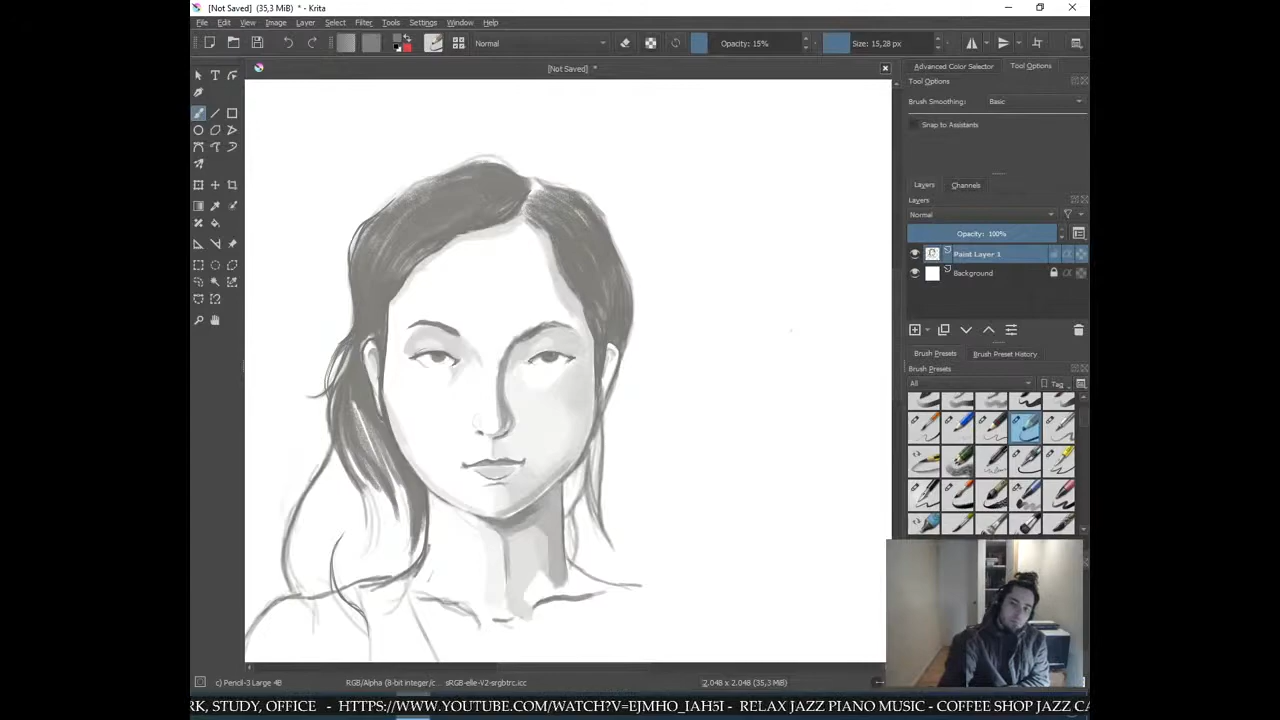 [Not Saved] (35,3 MiB) * - Krita
File Edit View Image Layer Select Filter Tools Settings Window Help
Normal
Opacity: 15%
Size: 15,28 px
[Not Saved] *
Advanced Color Selector
Tool Options
Tool Options
Brush Smoothing:
Basic
Snap to Assistants
Layers
Channels
Layers
Normal
Opacity: 100%
Paint Layer 1
Background
Brush Presets
Brush Preset History
Brush Presets
All
Tag
c) Pencil-3 Large 4B
RGB/Alpha (8-bit integer/c... sRGB-elle-V2-srgbtrc.icc
2.048 x 2.048 (35,3 MiB)
RK, STUDY, OFFICE - HTTPS://WWW.YOUTUBE.COM/WATCH?V=EJMHO_IAH5I - RELAX JAZZ PIANO MUSIC - COFFEE SHOP JAZZ CA